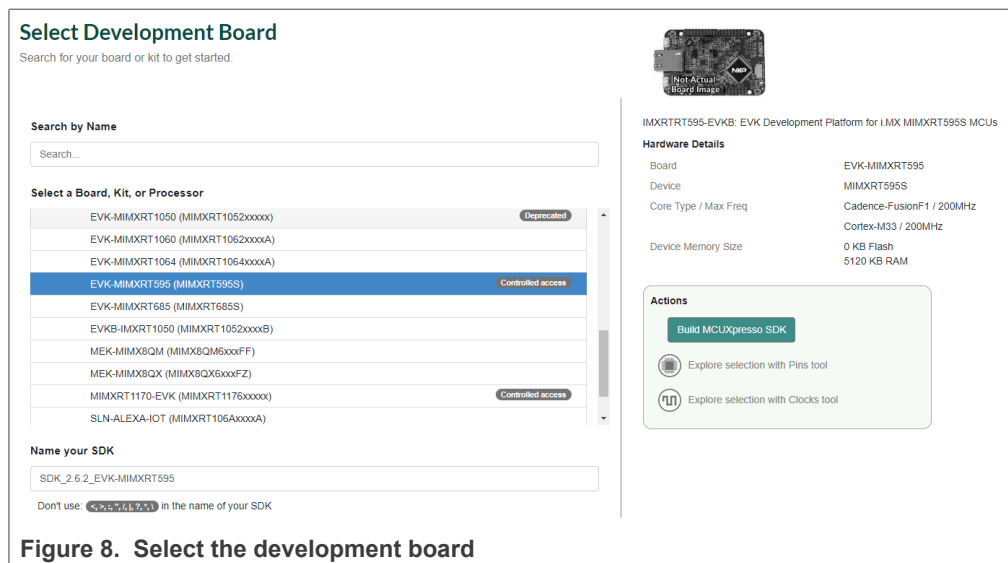 Select Development Board
Search for your board or kit to get started.
Search by Name
Search...
Select a Board, Kit, or Processor
EVK-MIMXRT1050 (MIMXRT1052xxxxx) Deprecated
EVK-MIMXRT1060 (MIMXRT1062xxxxA)
EVK-MIMXRT1064 (MIMXRT1064xxxxA)
EVK-MIMXRT595 (MIMXRT595S) Controlled access
EVK-MIMXRT685 (MIMXRT685S)
EVKB-IMXRT1050 (MIMXRT1052xxxxB)
MEK-MIMX8QM (MIMX8QM6xxxFF)
MEK-MIMX8QX (MIMX8QX6xxxFZ)
MIMXRT1170-EVK (MIMXRT1176xxxxx) Controlled access
SLN-ALEXA-IOT (MIMXRT106AxxxxA)
Name your SDK
SDK_2.6.2_EVK-MIMXRT595
Don't use: <,>,:,",/,|,?,*,\ in the name of your SDK
NXP
Not Actual
Board Image
IMXRTRT595-EVKB: EVK Development Platform for i.MX MIMXRT595S MCUs
Hardware Details
Board EVK-MIMXRT595
Device MIMXRT595S
Core Type / Max Freq Cadence-FusionF1 / 200MHz
Cortex-M33 / 200MHz
Device Memory Size 0 KB Flash
5120 KB RAM
Actions
Build MCUXpresso SDK
Explore selection with Pins tool
Explore selection with Clocks tool
Figure 8. Select the development board